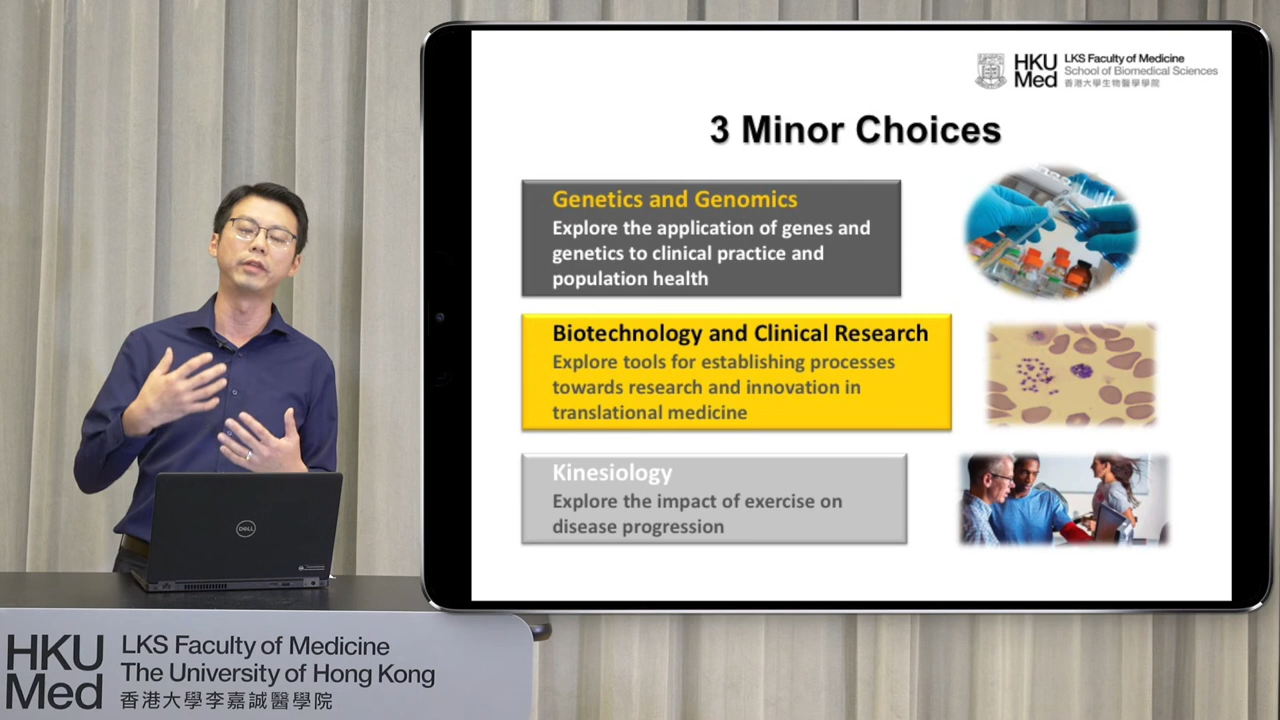 HKU
Med
LKS Faculty of Medicine
School of Biomedical Sciences
香港大學生物醫學學院
3 Minor Choices
Genetics and Genomics
Explore the application of genes and
genetics to clinical practice and
population health
Biotechnology and Clinical Research
Explore tools for establishing processes
towards research and innovation in
translational medicine
Kinesiology
Explore the impact of exercise on
disease progression
DELL
HKU
Med
LKS Faculty of Medicine
The University of Hong Kong
香港大學李嘉誠醫學院